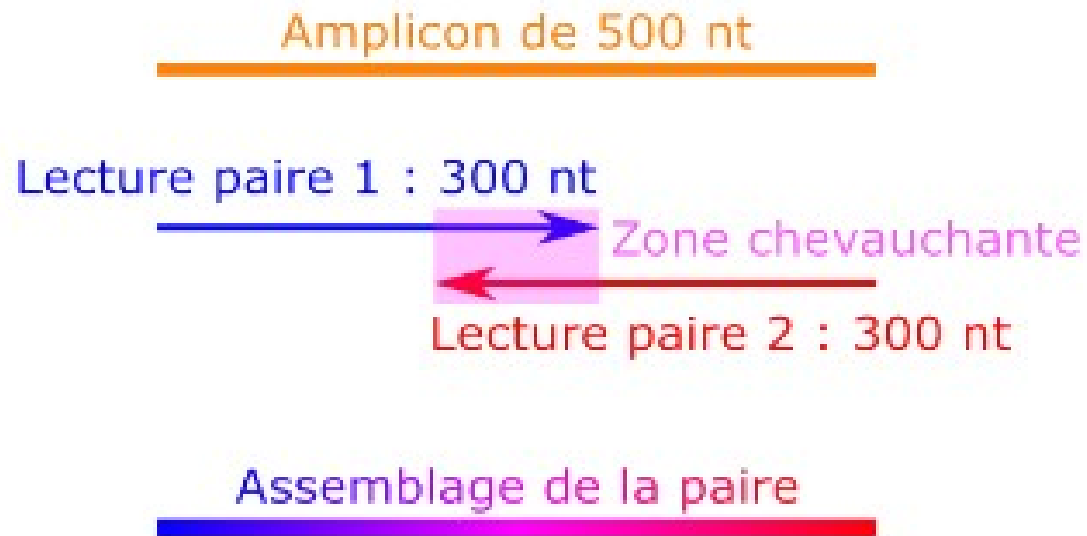 Amplicon de 500 nt
Lecture paire 1 : 300 nt
Zone chevauchante
Lecture paire 2 : 300 nt
Assemblage de la paire